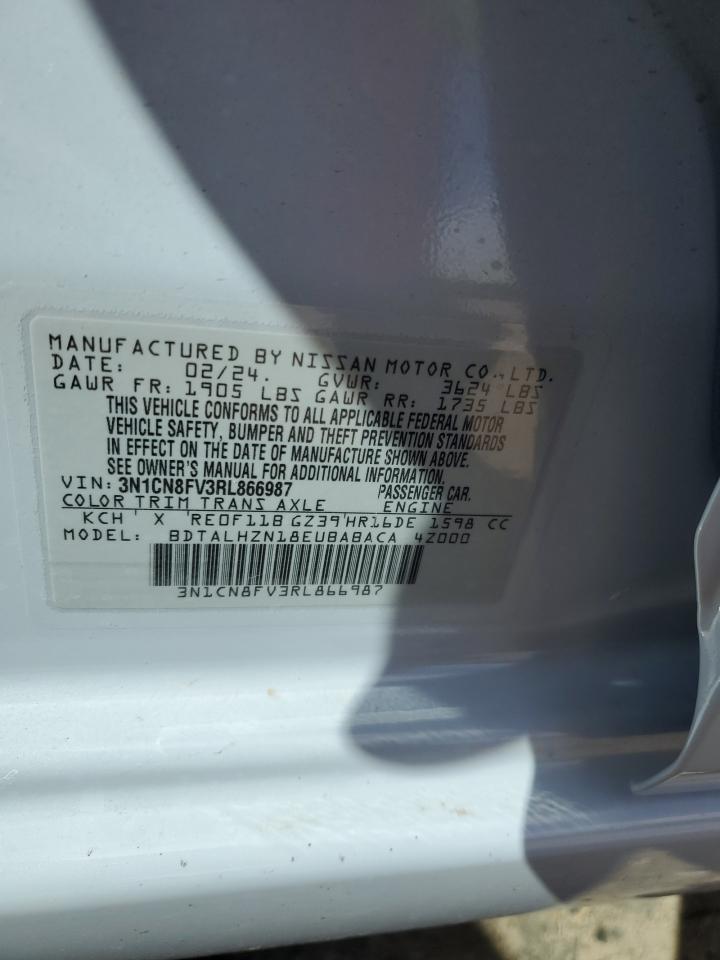 MANUFACTURED BY NISSAN MOTOR CO., LTD.
DATE: 02/24. GVWR: 3624 LBS
GAWR FR: 1905 LBS GAWR RR: 1735 LBS
THIS VEHICLE CONFORMS TO ALL APPLICABLE FEDERAL MOTOR
VEHICLE SAFETY, BUMPER AND THEFT PREVENTION STANDARDS
IN EFFECT ON THE DATE OF MANUFACTURE SHOWN ABOVE.
SEE OWNER'S MANUAL FOR ADDITIONAL INFORMATION.
VIN: 3N1CN8FV3RL866987 PASSENGER CAR.
COLOR TRIM TRANS AXLE ENGINE
KCH X RE0F11B GZ39 HR16DE 1598 CC
MODEL: BDTALHZN18EUBABACA 4Z000
3N1CN8FV3RL866987